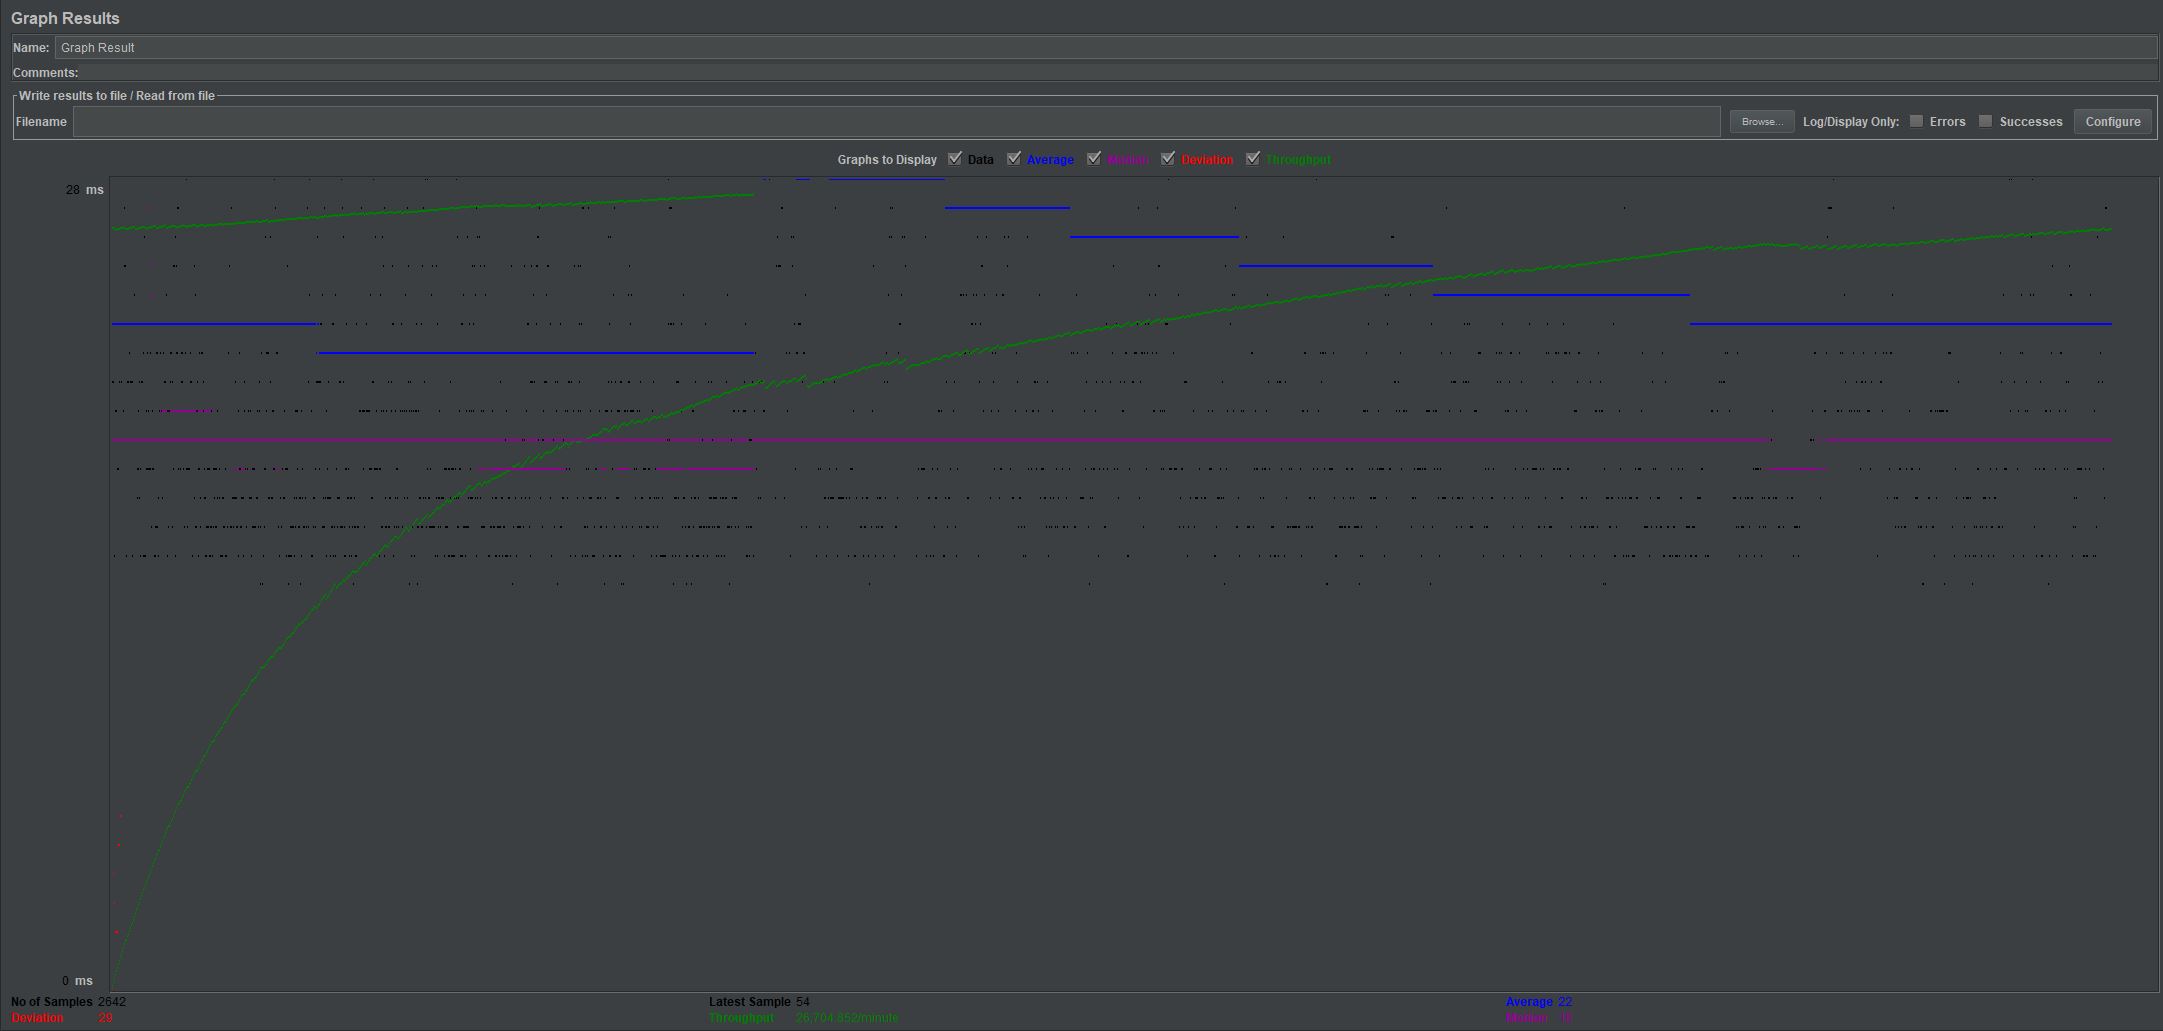 Graph Results
Name: Graph Result
Comments:
Write results to file / Read from file
Filename Browse... Log/Display Only: Errors Successes Configure
Graphs to Display Data Average Median Deviation Throughput
28 ms
0 ms
No of Samples 2642 Latest Sample 54 Average 22
Deviation 29 Throughput 26,704.852/minute Median